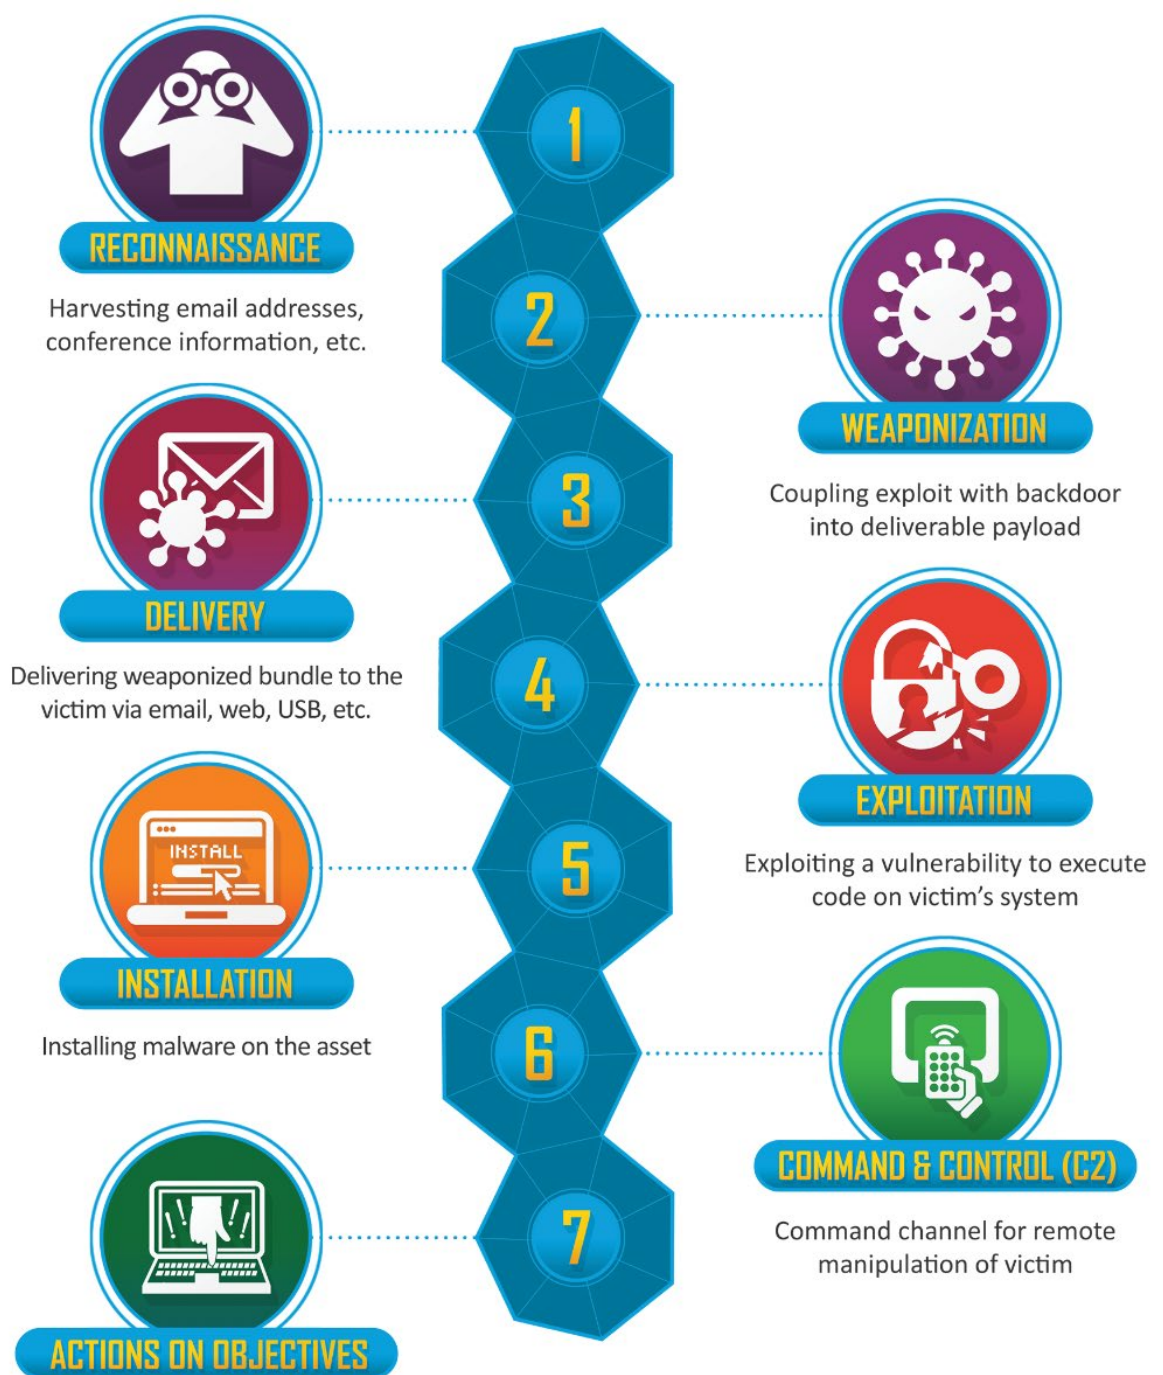 1
RECONNAISSANCE
Harvesting email addresses,
conference information, etc.
2
WEAPONIZATION
Coupling exploit with backdoor
into deliverable payload
3
DELIVERY
Delivering weaponized bundle to the
victim via email, web, USB, etc.
4
EXPLOITATION
Exploiting a vulnerability to execute
code on victim’s system
5
INSTALL
INSTALLATION
Installing malware on the asset
6
COMMAND & CONTROL (C2)
Command channel for remote
manipulation of victim
7
! ! ! !
ACTIONS ON OBJECTIVES